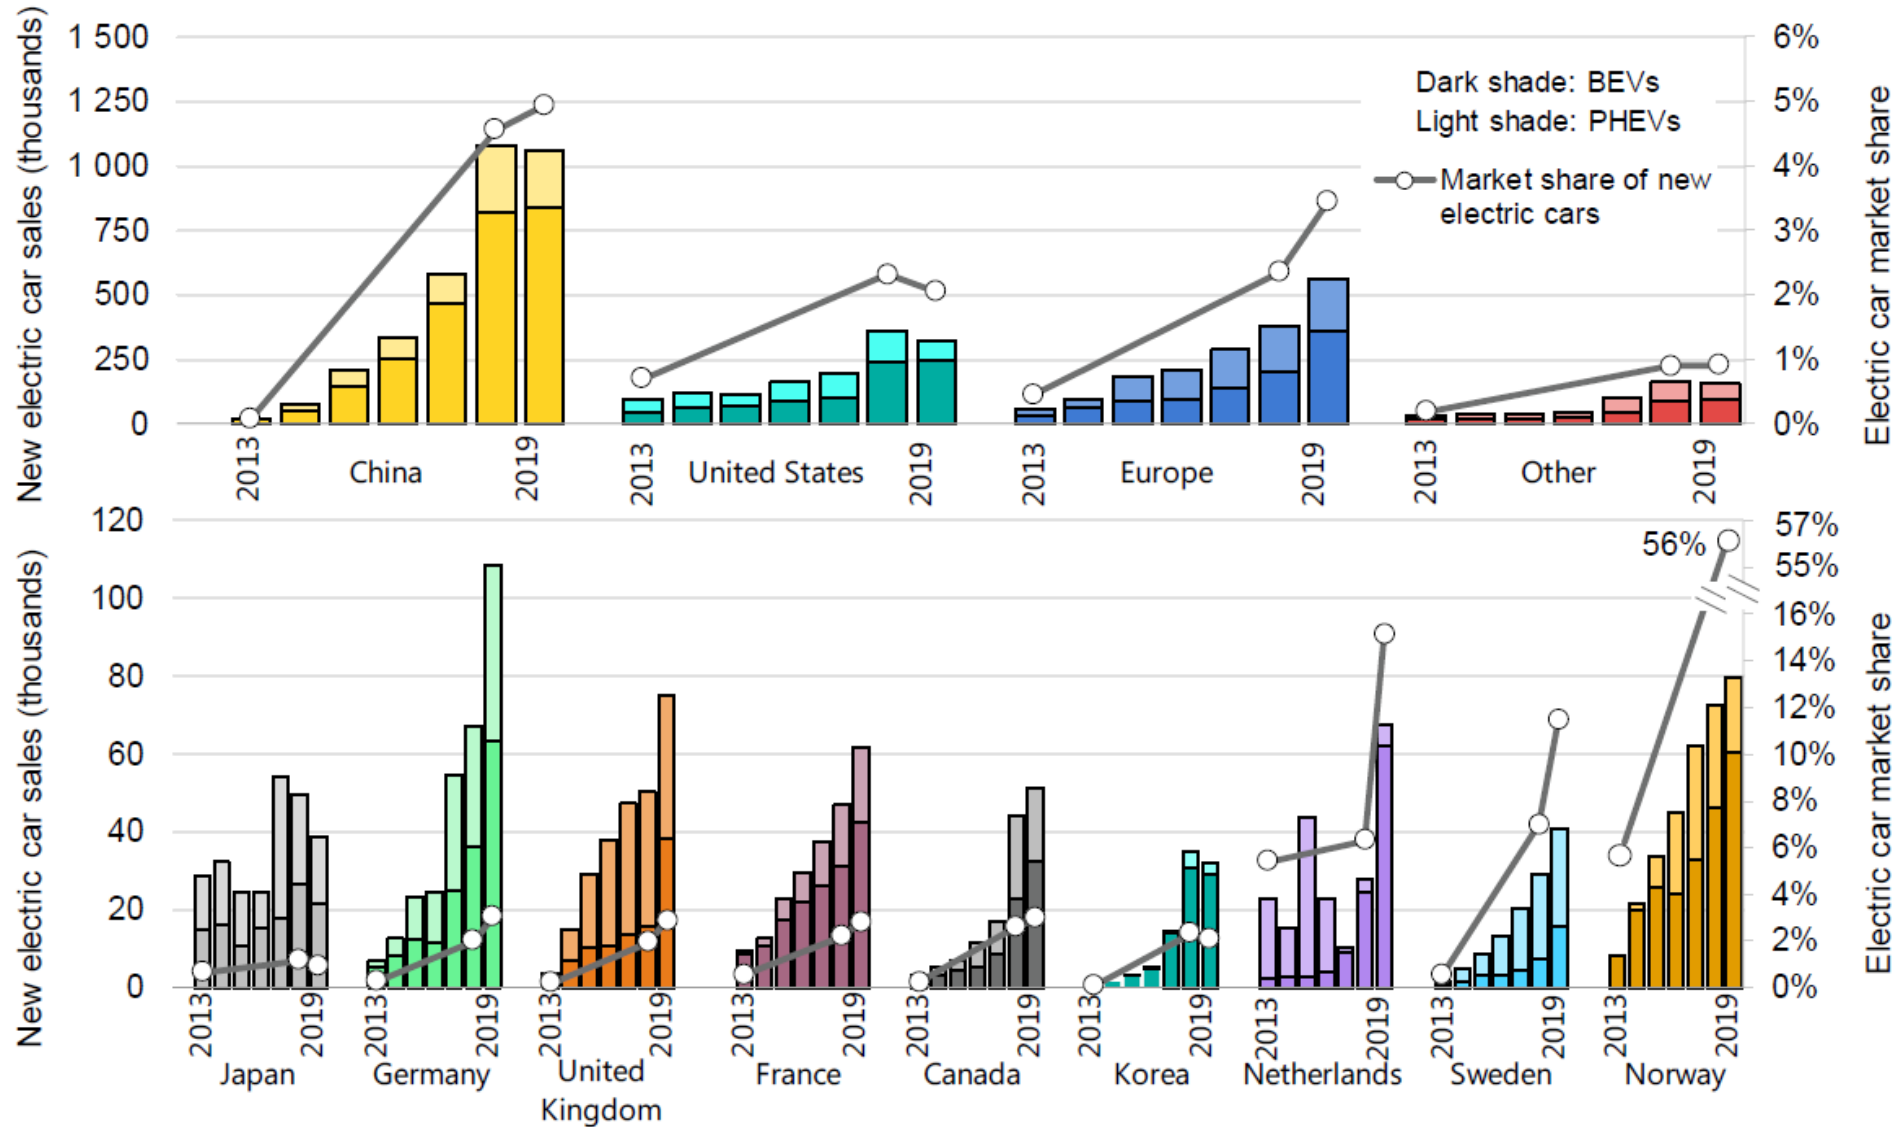 New electric car sales (thousands)
1 500
1 250
1 000
750
500
250
0
6%
5%
4%
3%
2%
1%
0%
Electric car market share
Dark shade: BEVs
Light shade: PHEVs
Market share of new
electric cars
2013
China
2019
2013
United States
2019
2013
Europe
2019
2013
Other
2019
New electric car sales (thousands)
120
100
80
60
40
20
0
56%
57%
55%
16%
14%
12%
10%
8%
6%
4%
2%
0%
Electric car market share
2013
2019
Japan
2013
2019
Germany
2013
2019
United
Kingdom
2013
2019
France
2013
2019
Canada
2013
2019
Korea
2013
2019
Netherlands
2013
2019
Sweden
2013
2019
Norway